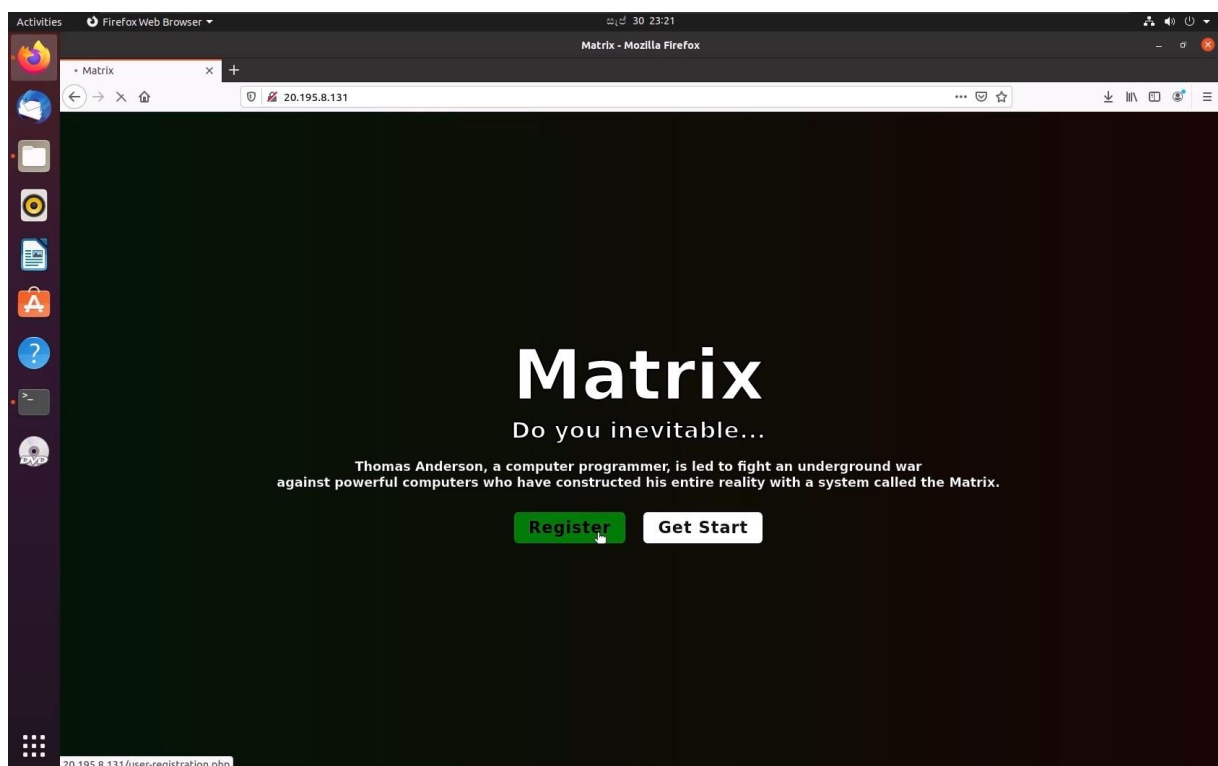 Activities Firefox Web Browser සැප් 30 23:21
Matrix - Mozilla Firefox
Matrix
20.195.8.131
Matrix
Do you inevitable...
Thomas Anderson, a computer programmer, is led to fight an underground war
against powerful computers who have constructed his entire reality with a system called the Matrix.
Register Get Start
20.195.8.131/user-registration.php